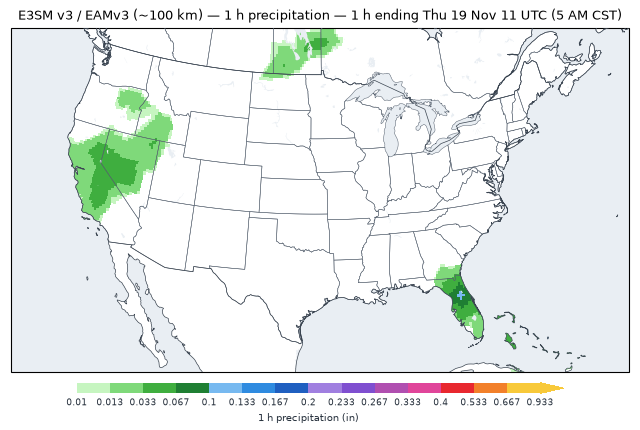 E3SM v3 / EAMv3 (~100 km) — 1 h precipitation — 1 h ending Thu 19 Nov 11 UTC (5 AM CST)
0.01 0.013 0.033 0.067 0.1 0.133 0.167 0.2 0.233 0.267 0.333 0.4 0.533 0.667 0.933
1 h precipitation (in)